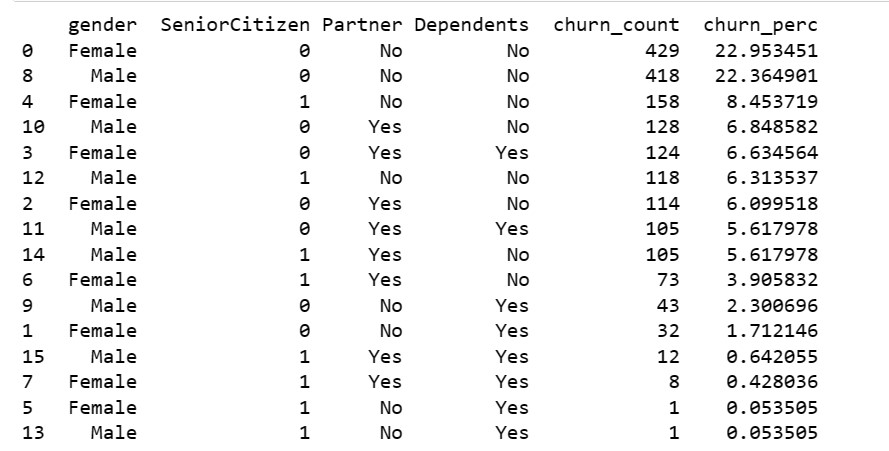 gender SeniorCitizen Partner Dependents churn_count churn_perc
0 Female 0 No No 429 22.953451
8 Male 0 No No 418 22.364901
4 Female 1 No No 158 8.453719
10 Male 0 Yes No 128 6.848582
3 Female 0 Yes Yes 124 6.634564
12 Male 1 No No 118 6.313537
2 Female 0 Yes No 114 6.099518
11 Male 0 Yes Yes 105 5.617978
14 Male 1 Yes No 105 5.617978
6 Female 1 Yes No 73 3.905832
9 Male 0 No Yes 43 2.300696
1 Female 0 No Yes 32 1.712146
15 Male 1 Yes Yes 12 0.642055
7 Female 1 Yes Yes 8 0.428036
5 Female 1 No Yes 1 0.053505
13 Male 1 No Yes 1 0.053505